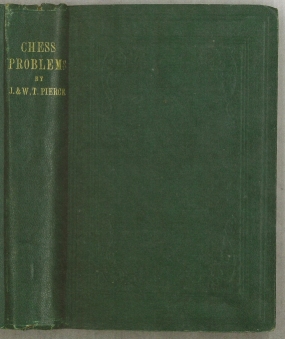 CHESS
PROBLEMS
BY
J. & W. T. PIERCE